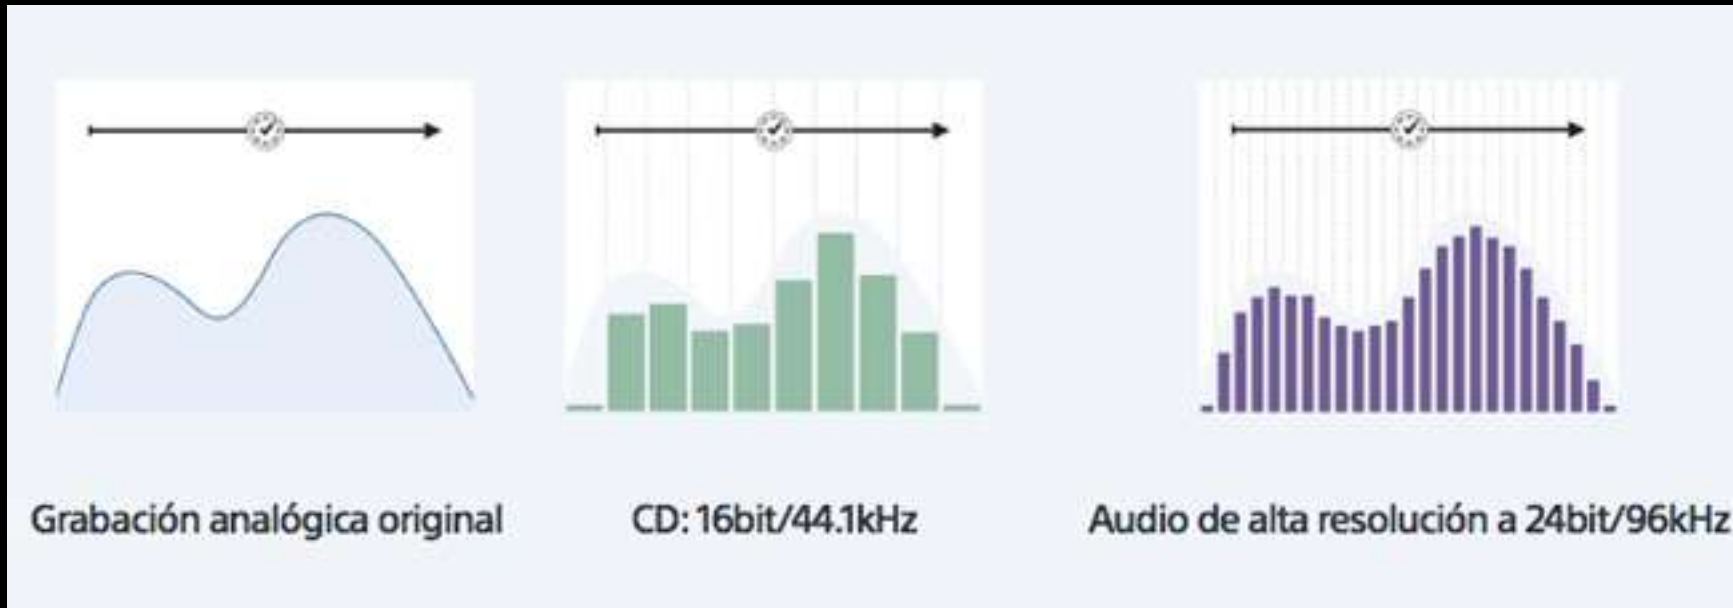 Grabación analógica original
CD: 16bit/44.1kHz
Audio de alta resolución a 24bit/96kHz